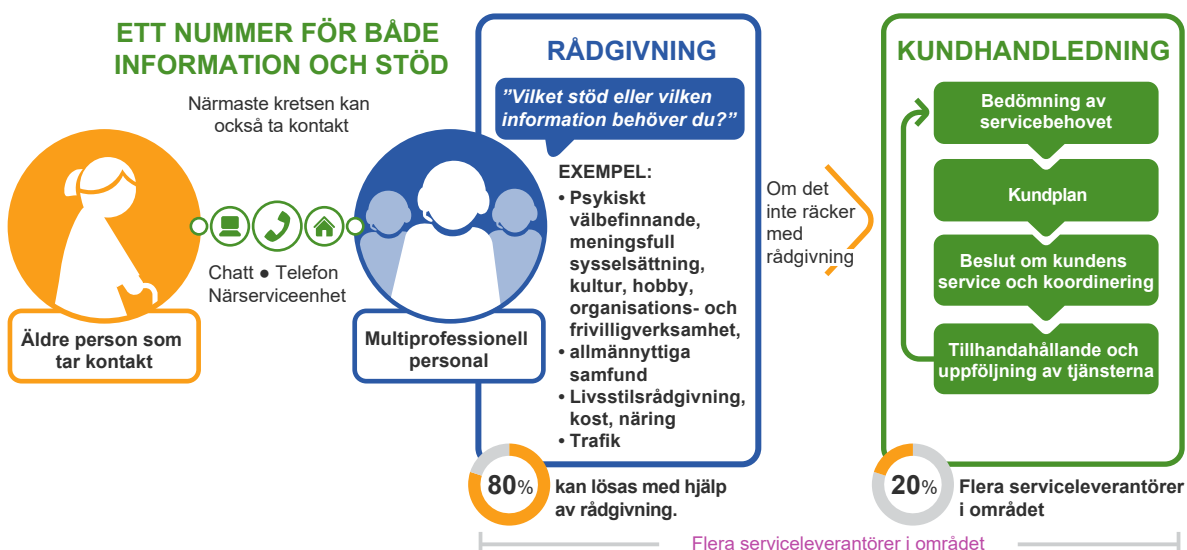 ETT NUMMER FÖR BÅDE
INFORMATION OCH STÖD
Närmaste kretsen kan
också ta kontakt
Chatt ● Telefon
Närserviceenhet
Äldre person som
tar kontakt
Multiprofessionell
personal
RÅDGIVNING
”Vilket stöd eller vilken
information behöver du?”
EXEMPEL:
• Psykiskt
välbefinnande,
meningsfull
sysselsättning,
kultur, hobby,
organisations- och
frivilligverksamhet,
• allmännyttiga
samfund
• Livsstilsrådgivning,
kost, näring
• Trafik
80%
kan lösas med hjälp
av rådgivning.
Om det
inte räcker
med
rådgivning
KUNDHANDLEDNING
Bedömning av
servicebehovet
Kundplan
Beslut om kundens
service och koordinering
Tillhandahållande och
uppföljning av tjänsterna
20%
Flera serviceleverantörer
i området
Flera serviceleverantörer i området